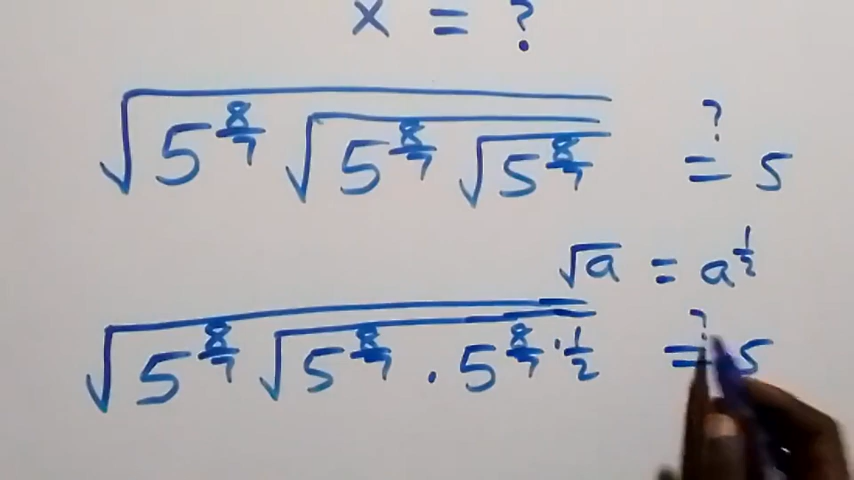 x = ?
√(5^(8/7) √(5^(8/7) √(5^(8/7)))) ?= 5
√a = a^(1/2)
√(5^(8/7) √(5^(8/7) . 5^(8/7 · 1/2))) ?= 5